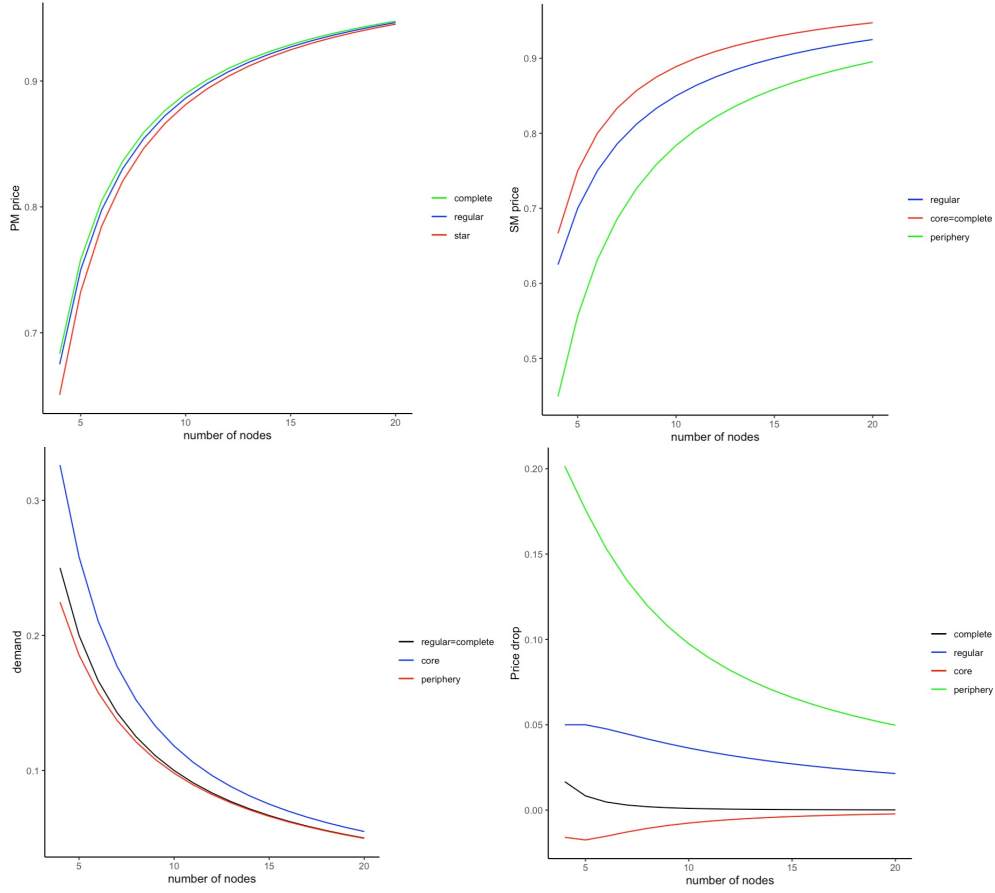 PM price
0.9
0.8
0.7
5
10
15
20
number of nodes
complete
regular
star
SM price
0.9
0.8
0.7
0.6
0.5
5
10
15
20
number of nodes
regular
core=complete
periphery
demand
0.3
0.2
0.1
5
10
15
20
number of nodes
regular=complete
core
periphery
Price drop
0.20
0.15
0.10
0.05
0.00
5
10
15
20
number of nodes
complete
regular
core
periphery